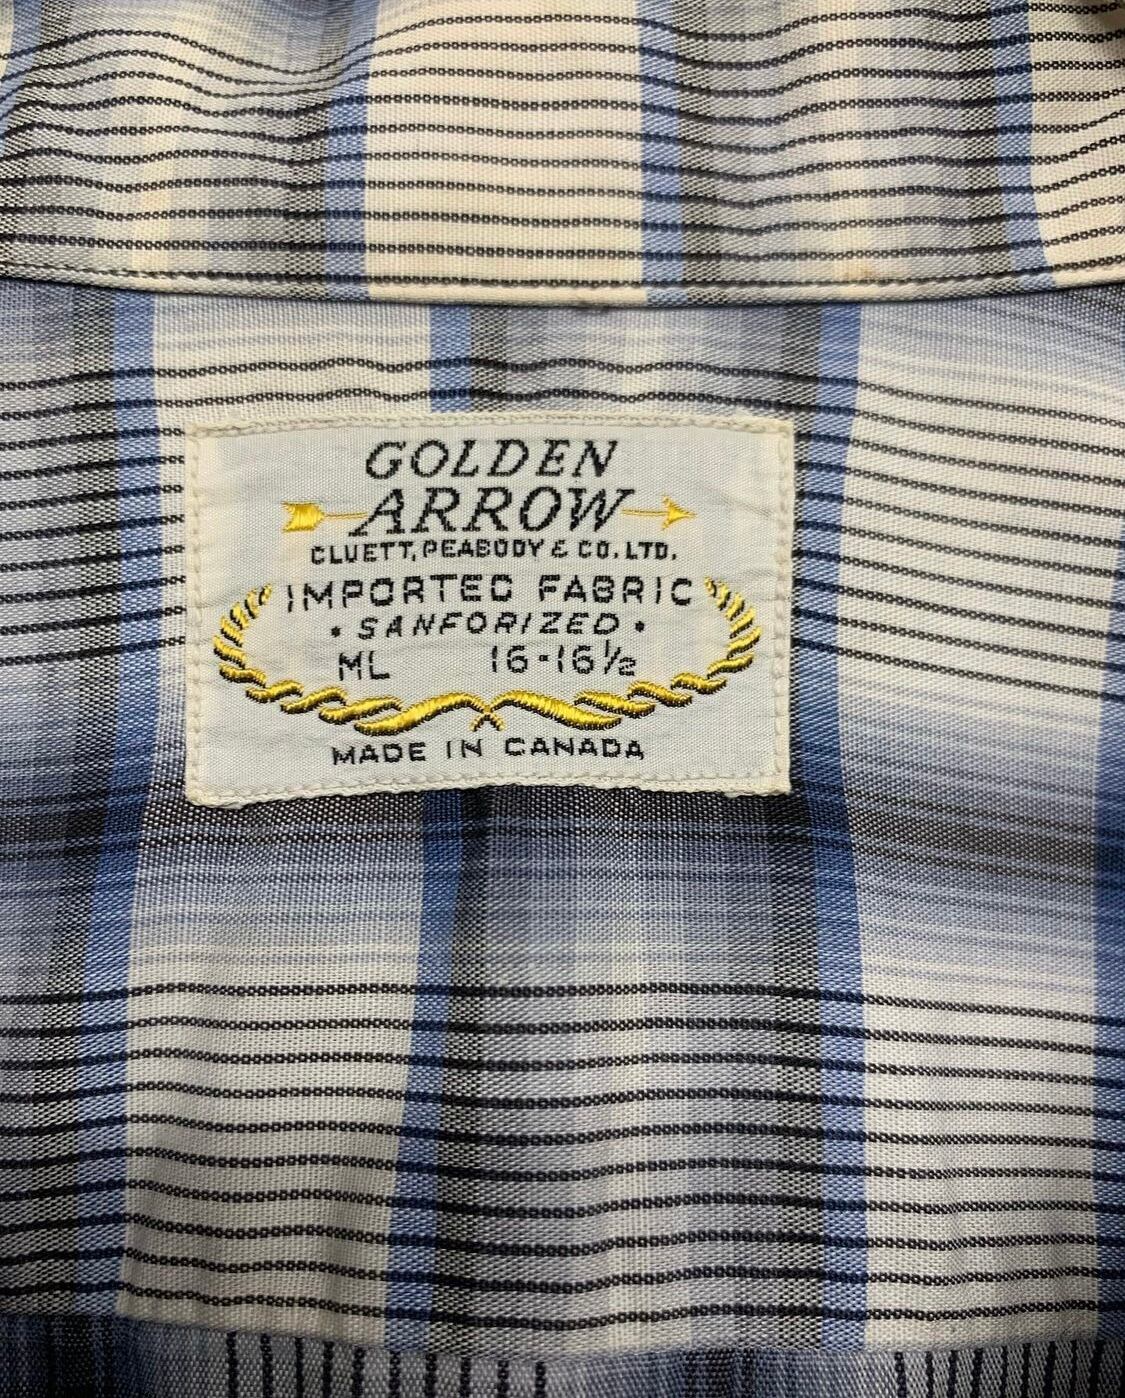 GOLDEN
ARROW
CLUETT, PEABODY & CO. LTD.
IMPORTED FABRIC
• SANFORIZED •
ML 16-16½
MADE IN CANADA